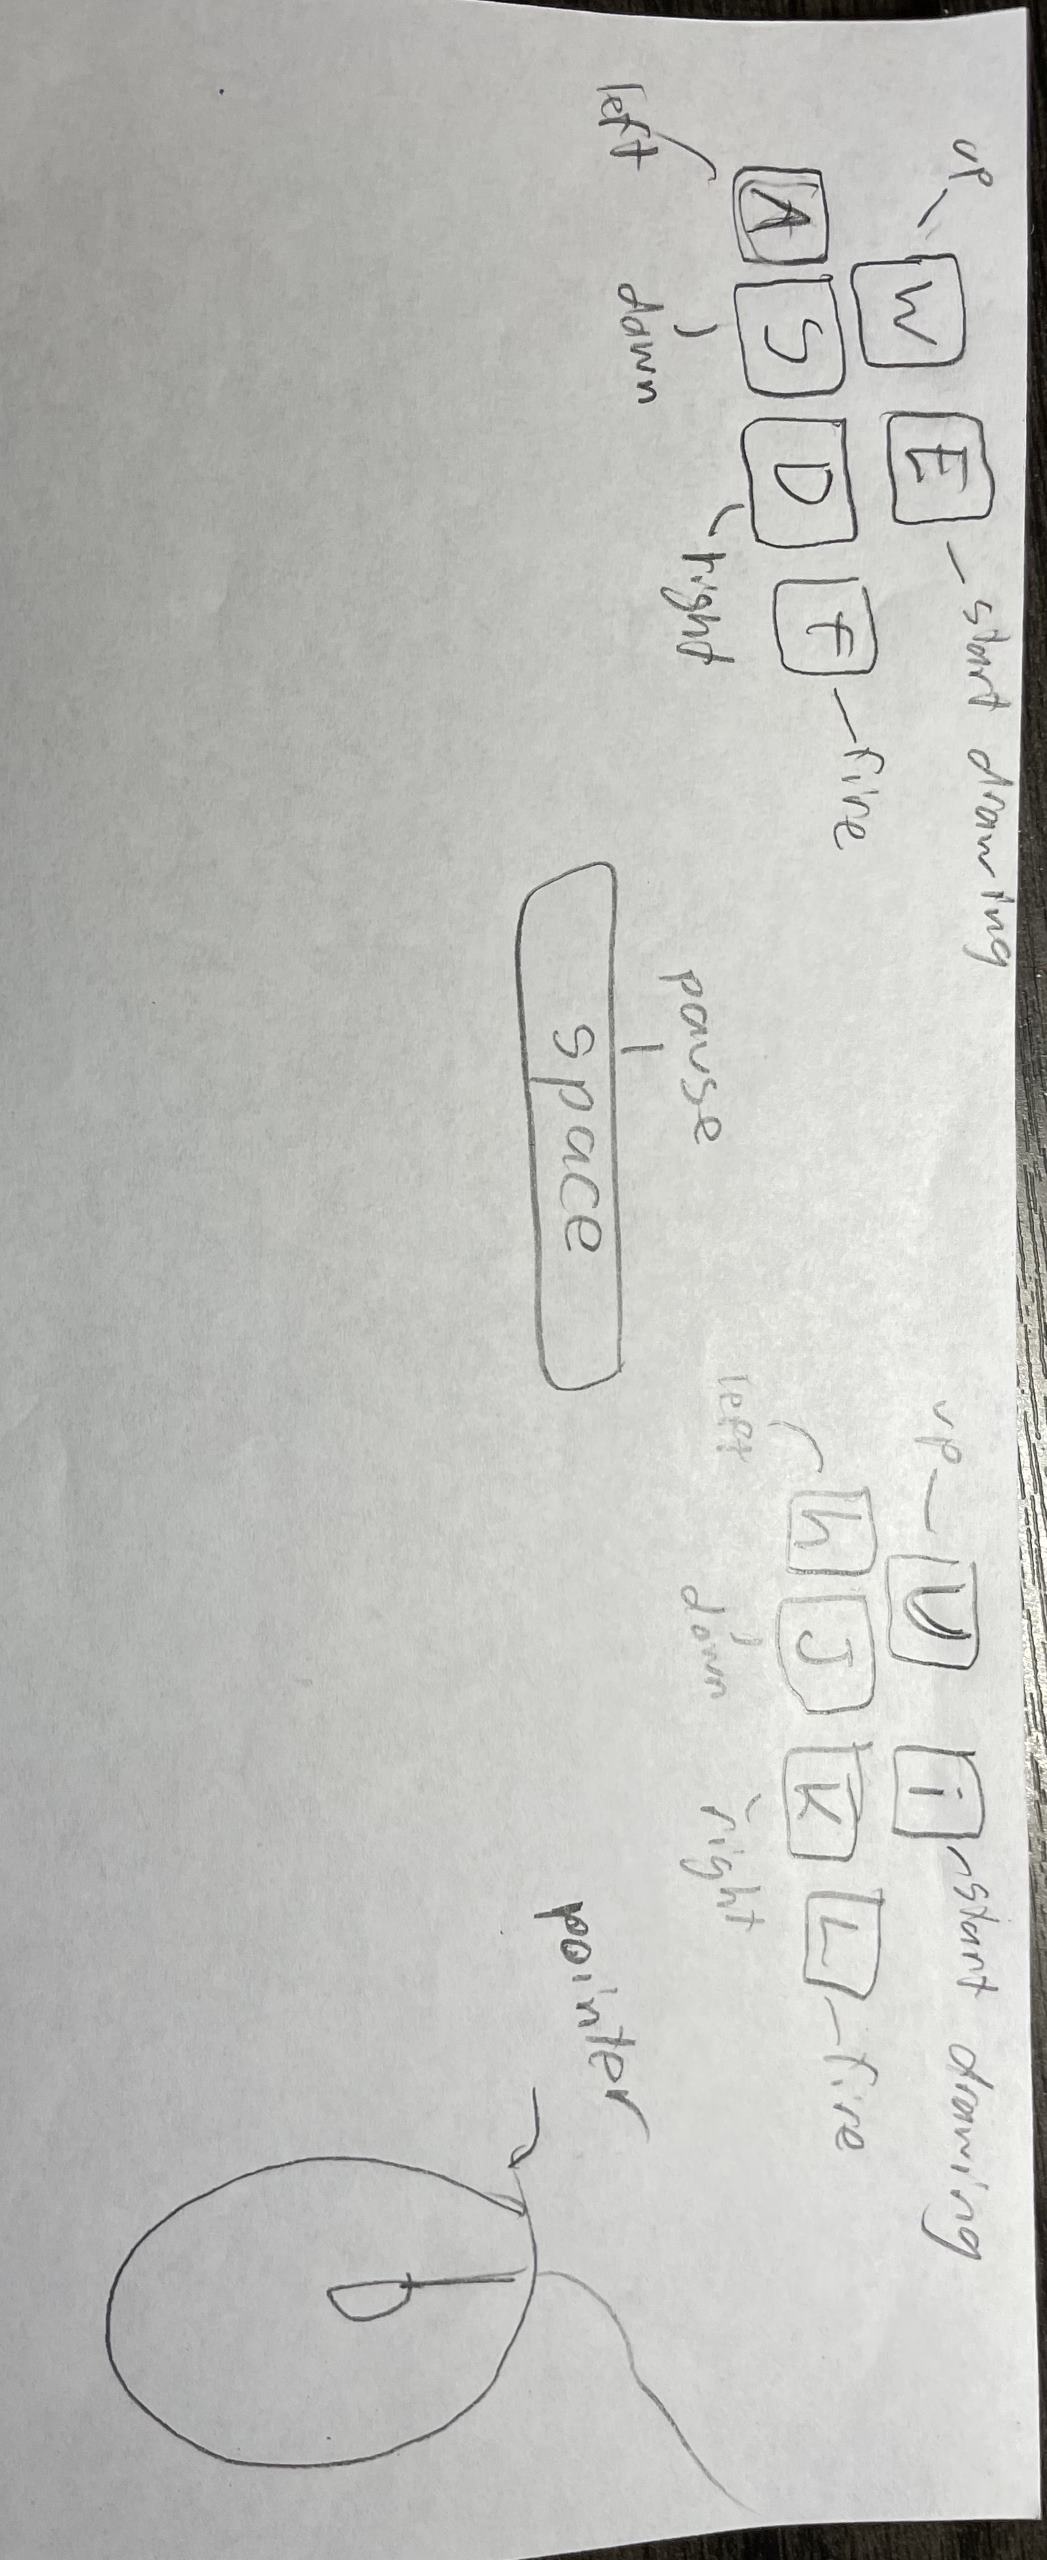 up W E start drawing
left A S D F fire
down right
pause
space
up U i start drawing
left h J K L fire
down right
pointer